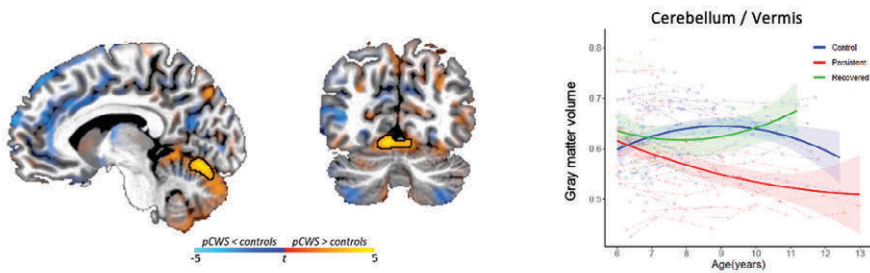 Cerebellum / Vermis
Control
Persistent
Recovered
Gray matter volume
0.8
0.7
0.6
0.5
6 7 8 9 10 11 12 13
Age(years)
pCWS < controls pCWS > controls
-5 t 5